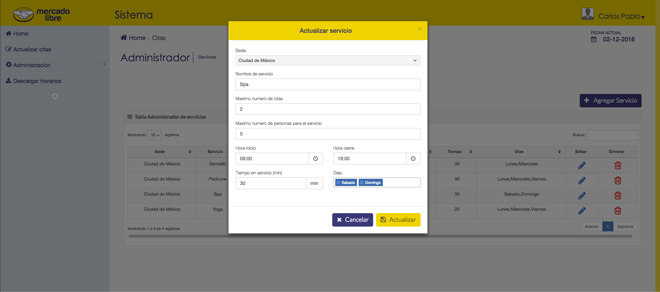 mercado
libre
Sistema
Carlos Pablo
Home
Actualizar citas
Administración
Descargar Horarios
Home - Citas
FECHA ACTUAL
02-12-2016
Administrador
Servicios
Agregar Servicio
Tabla Administrador de servicios
Mostrando 10 registros
Buscar:
Sede Tiempo Dias Editar Eliminar
Ciudad de México 30 Lunes,Miercoles
Ciudad de México Pedicure 30 Lunes,Miercoles,Viernes
Ciudad de México Spa 30 Sabado,Domingo
Ciudad de México Yoga 20 Lunes,Miercoles,Viernes
Mostrando 1 a 4 de 4 registros
Anterior 1 Siguiente
Actualizar servicio
×
Sede:
Ciudad de México
Nombre de servicio
Spa
Maximo numero de citas
2
Maximo numero de personas para el servicio
5
Hora inicio Hora cierre
09:00 19:00
Tiempo en servicio (min) Dias:
30 min × Sabado × Domingo
Cancelar Actualizar